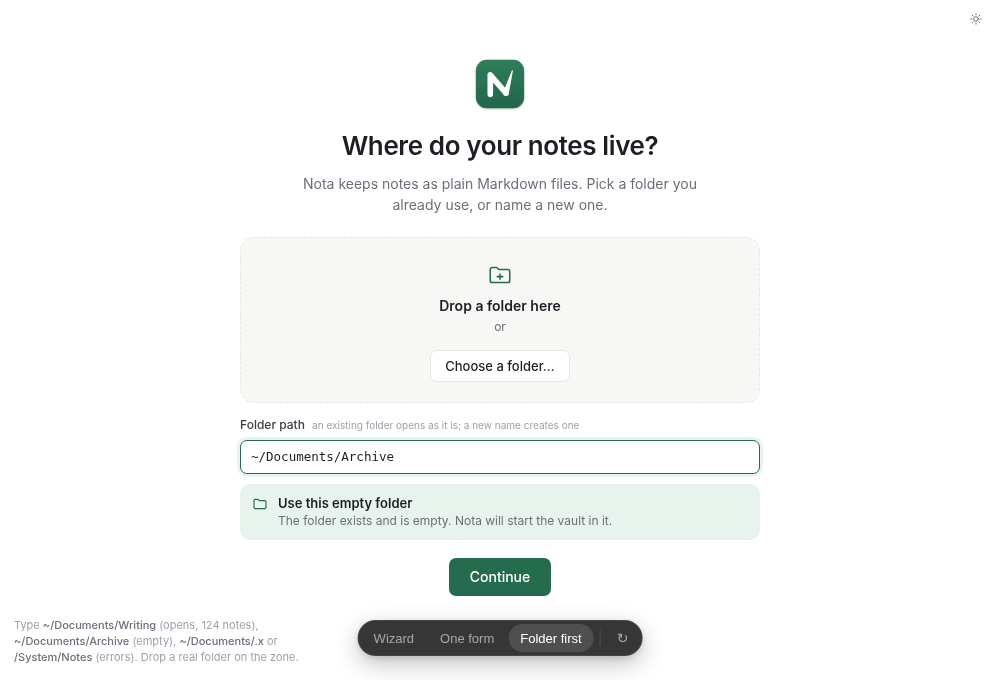 N
Where do your notes live?
Nota keeps notes as plain Markdown files. Pick a folder you
already use, or name a new one.
Drop a folder here
or
Choose a folder...
Folder path an existing folder opens as it is; a new name creates one
~/Documents/Archive
Use this empty folder
The folder exists and is empty. Nota will start the vault in it.
Continue
Type ~/Documents/Writing (opens, 124 notes),
~/Documents/Archive (empty), ~/Documents/.x or
/System/Notes (errors). Drop a real folder on the zone.
Wizard One form Folder first ↻